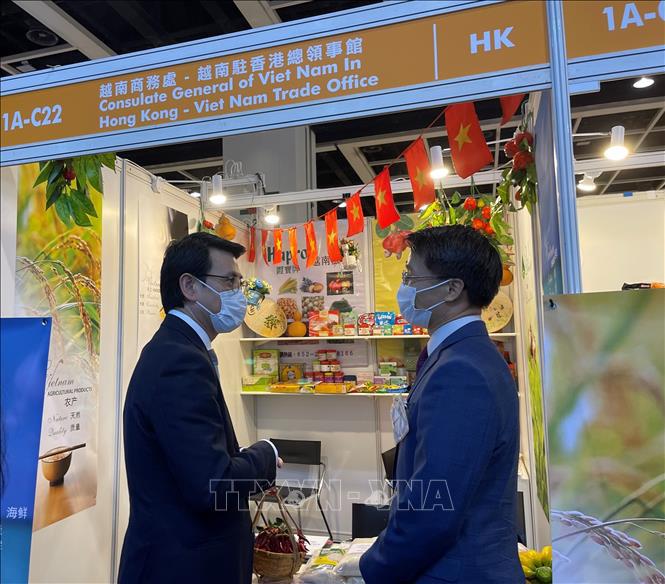 1A-C22
越南商務處 - 越南駐香港總領事館
Consulate General of Viet Nam In
Hong Kong - Viet Nam Trade Office
HK
1A-C
Hapro
Vietnam
AGRICULTURAL PRODUCTS
农产
Nature 天然
Quality 质量
海鲜
TTXVN - VNA